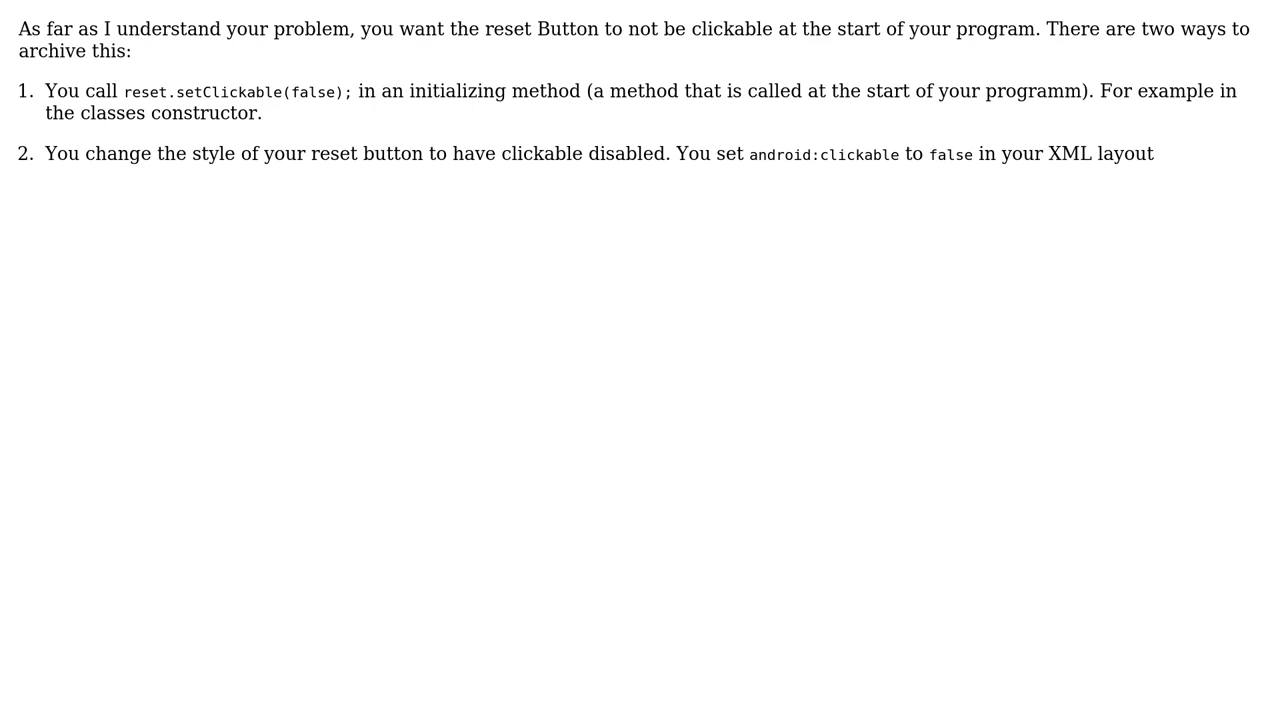 As far as I understand your problem, you want the reset Button to not be clickable at the start of your program. There are two ways to
archive this:
1. You call reset.setClickable(false); in an initializing method (a method that is called at the start of your programm). For example in
the classes constructor.
2. You change the style of your reset button to have clickable disabled. You set android:clickable to false in your XML layout